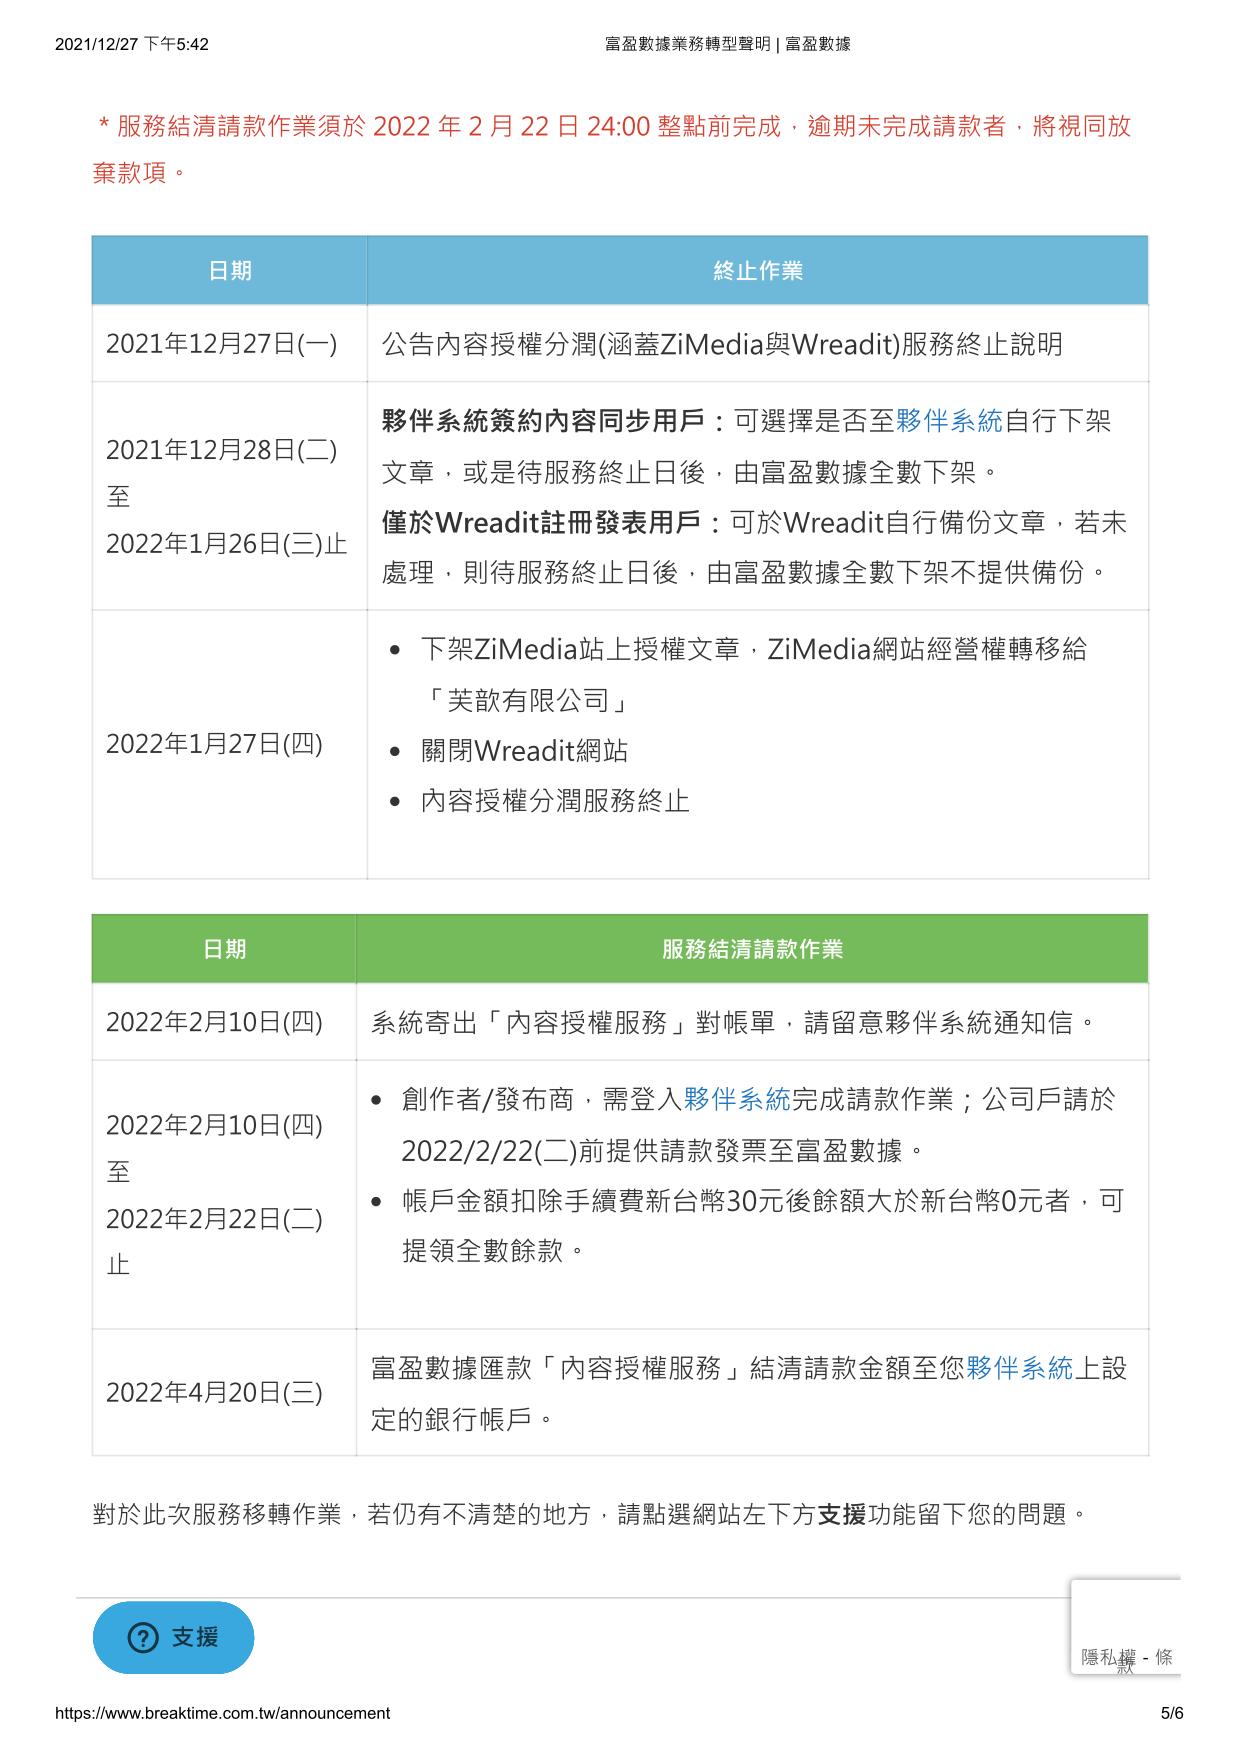 2021/12/27 下午5:42
富盈數據業務轉型聲明 | 富盈數據
* 服務結清請款作業須於 2022 年 2 月 22 日 24:00 整點前完成，逾期未完成請款者，將視同放
棄款項。
日期
終止作業
2021年12月27日(一)
公告內容授權分潤(涵蓋ZiMedia與Wreadit)服務終止說明
2021年12月28日(二)
至
2022年1月26日(三)止
夥伴系統簽約內容同步用戶：可選擇是否至夥伴系統自行下架
文章，或是待服務終止日後，由富盈數據全數下架。
僅於Wreadit註冊發表用戶：可於Wreadit自行備份文章，若未
處理，則待服務終止日後，由富盈數據全數下架不提供備份。
2022年1月27日(四)
• 下架ZiMedia站上授權文章，ZiMedia網站經營權轉移給
「芙歆有限公司」
• 關閉Wreadit網站
• 內容授權分潤服務終止
日期
服務結清請款作業
2022年2月10日(四)
系統寄出「內容授權服務」對帳單，請留意夥伴系統通知信。
2022年2月10日(四)
至
2022年2月22日(二)
止
• 創作者/發布商，需登入夥伴系統完成請款作業；公司戶請於
2022/2/22(二)前提供請款發票至富盈數據。
• 帳戶金額扣除手續費新台幣30元後餘額大於新台幣0元者，可
提領全數餘款。
2022年4月20日(三)
富盈數據匯款「內容授權服務」結清請款金額至您夥伴系統上設
定的銀行帳戶。
對於此次服務移轉作業，若仍有不清楚的地方，請點選網站左下方支援功能留下您的問題。
支援
隱私權 - 條
款
https://www.breaktime.com.tw/announcement
5/6